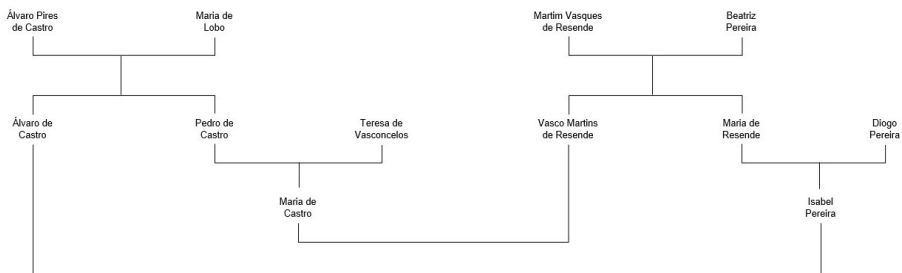 Álvaro Pires
de Castro
Maria de
Lobo
Martim Vasques
de Resende
Beatriz
Pereira
Álvaro de
Castro
Pedro de
Castro
Teresa de
Vasconcelos
Vasco Martins
de Resende
Maria de
Resende
Diogo
Pereira
Maria de
Castro
Isabel
Pereira